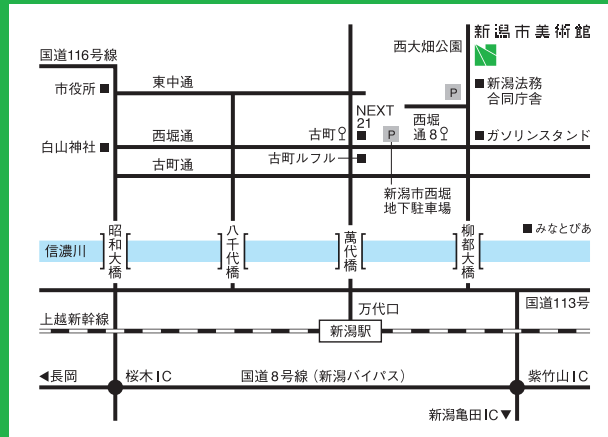 新潟市美術館
西大畑公園
国道116号線
市役所
東中通
P
新潟法務
合同庁舎
NEXT
21
古町
P
西堀
通8
ガソリンスタンド
白山神社
西堀通
古町ルフル
古町通
新潟市西堀
地下駐車場
昭和大橋
八千代橋
萬代橋
柳都大橋
みなとぴあ
信濃川
国道113号
万代口
上越新幹線
新潟駅
◀長岡
桜木IC
国道8号線（新潟バイパス）
紫竹山IC
新潟亀田IC▼